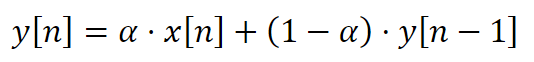 y[n] = α · x[n] + (1 − α) · y[n − 1]